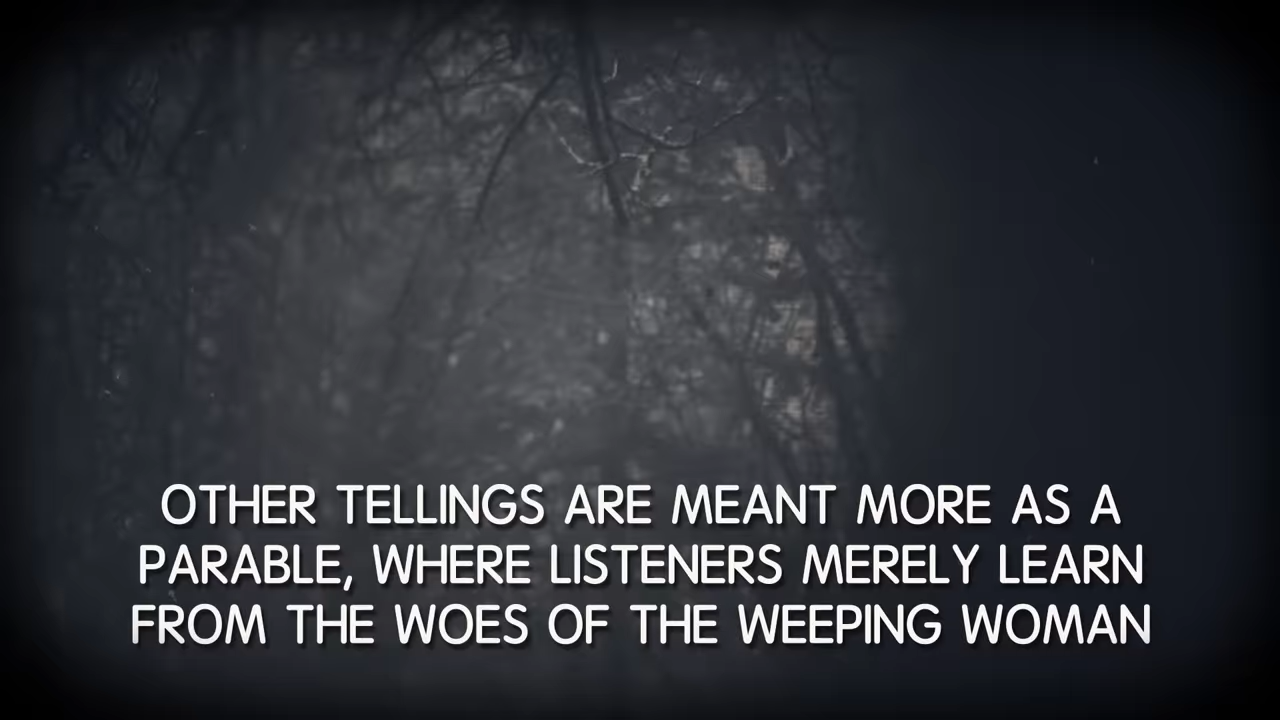 OTHER TELLINGS ARE MEANT MORE AS A
PARABLE, WHERE LISTENERS MERELY LEARN
FROM THE WOES OF THE WEEPING WOMAN